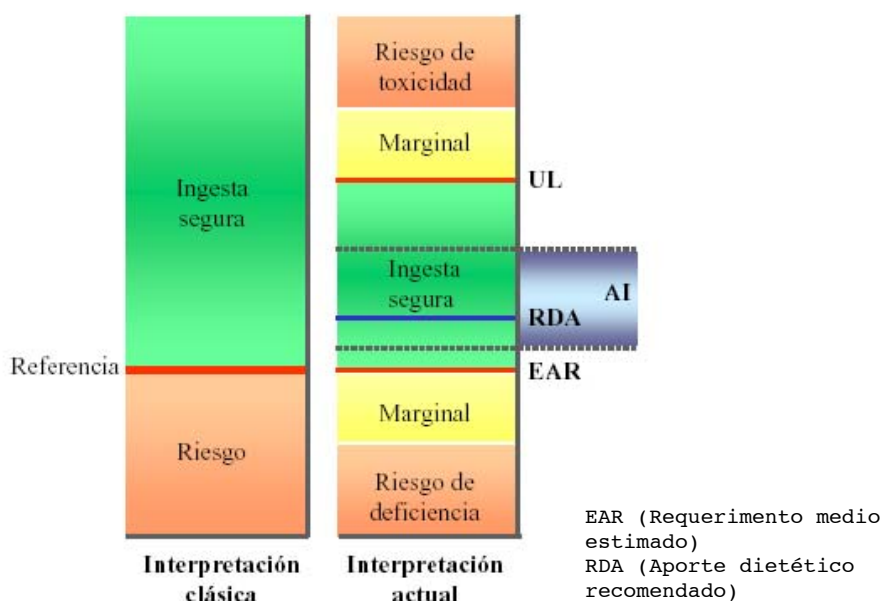 Riesgo de
toxicidad
Marginal
UL
Ingesta
segura
Ingesta
segura
AI
RDA
Referencia
EAR
Marginal
Riesgo
Riesgo de
deficiencia
Interpretación
clásica
Interpretación
actual
EAR (Requerimento medio
estimado)
RDA (Aporte dietético
recomendado)